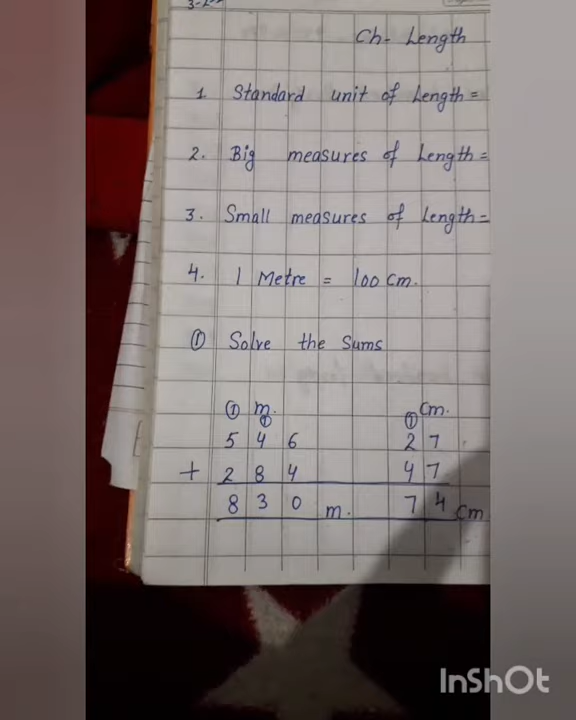 Ch- Length
1 Standard unit of Length =
2. Big measures of Length =
3. Small measures of Length =
4. 1 Metre = 100 Cm.
① Solve the Sums
① m. Cm.
① ①
5 4 6 2 7
+ 2 8 4 4 7
8 3 0 m. 7 4 Cm
InShOt